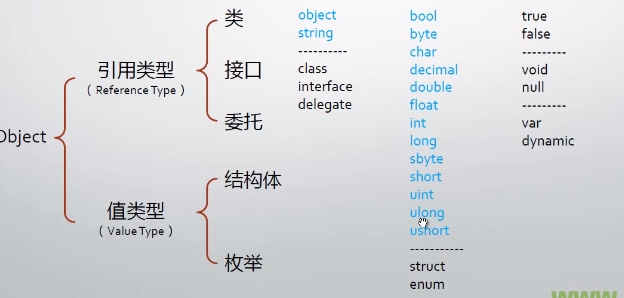 Object
引用类型
( Reference Type )
值类型
( Value Type )
类
接口
委托
结构体
枚举
object
string
----------
class
interface
delegate
bool
byte
char
decimal
double
float
int
long
sbyte
short
uint
ulong
ushort
-----------
struct
enum
true
false
---------
void
null
---------
var
dynamic
www